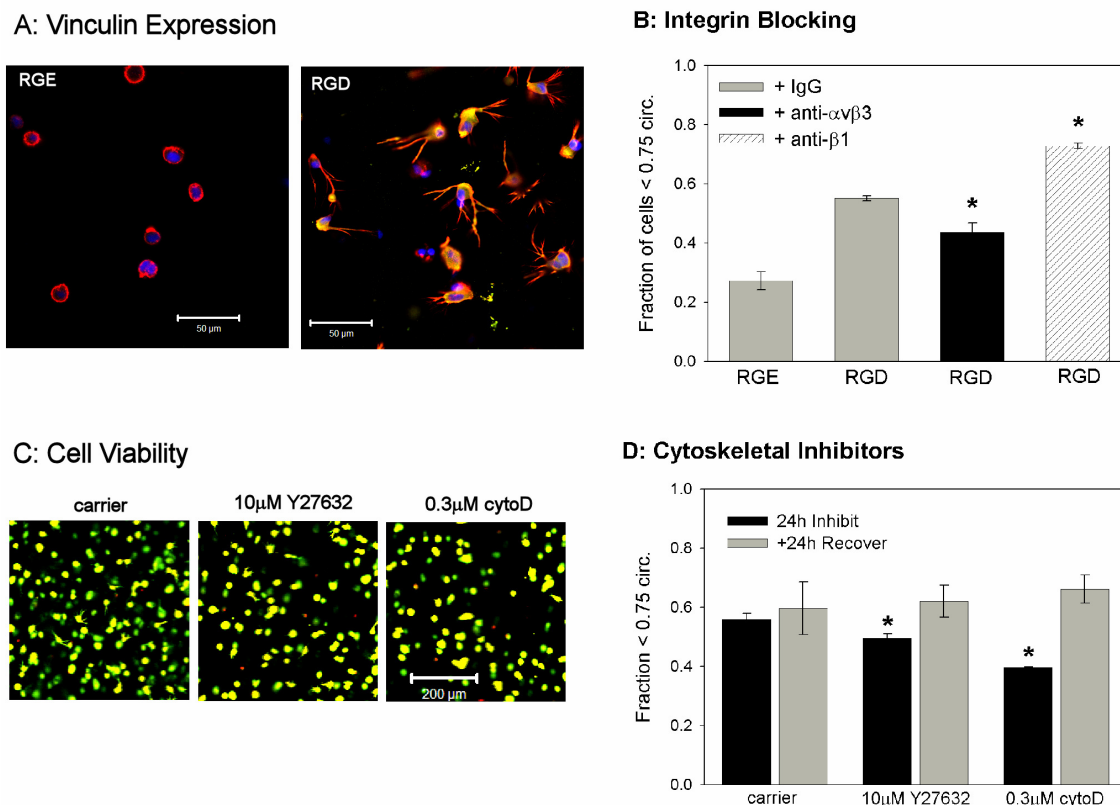 A: Vinculin Expression
RGE
50 µm
RGD
50 µm
B: Integrin Blocking
Fraction of cells < 0.75 circ.
1.0
0.8
0.6
0.4
0.2
0.0
+ IgG
+ anti-αvβ3
+ anti-β1
*
*
RGE
RGD
RGD
RGD
C: Cell Viability
carrier
10µM Y27632
0.3µM cytoD
200 µm
D: Cytoskeletal Inhibitors
Fraction < 0.75 circ.
1.0
0.8
0.6
0.4
0.2
0.0
24h Inhibit
+24h Recover
*
*
carrier
10µM Y27632
0.3µM cytoD